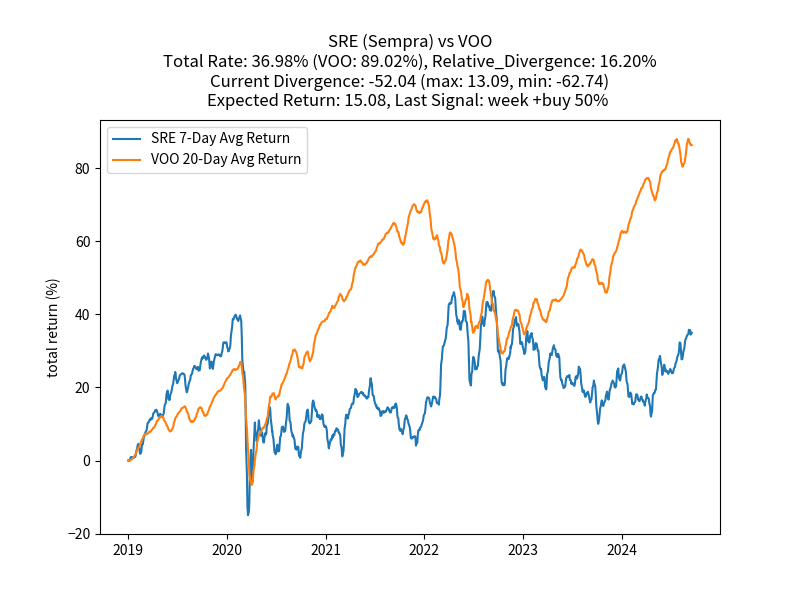 SRE (Sempra) vs VOO
Total Rate: 36.98% (VOO: 89.02%), Relative_Divergence: 16.20%
Current Divergence: -52.04 (max: 13.09, min: -62.74)
Expected Return: 15.08, Last Signal: week +buy 50%
SRE 7-Day Avg Return
VOO 20-Day Avg Return
total return (%)
80
60
40
20
0
−20
2019 2020 2021 2022 2023 2024